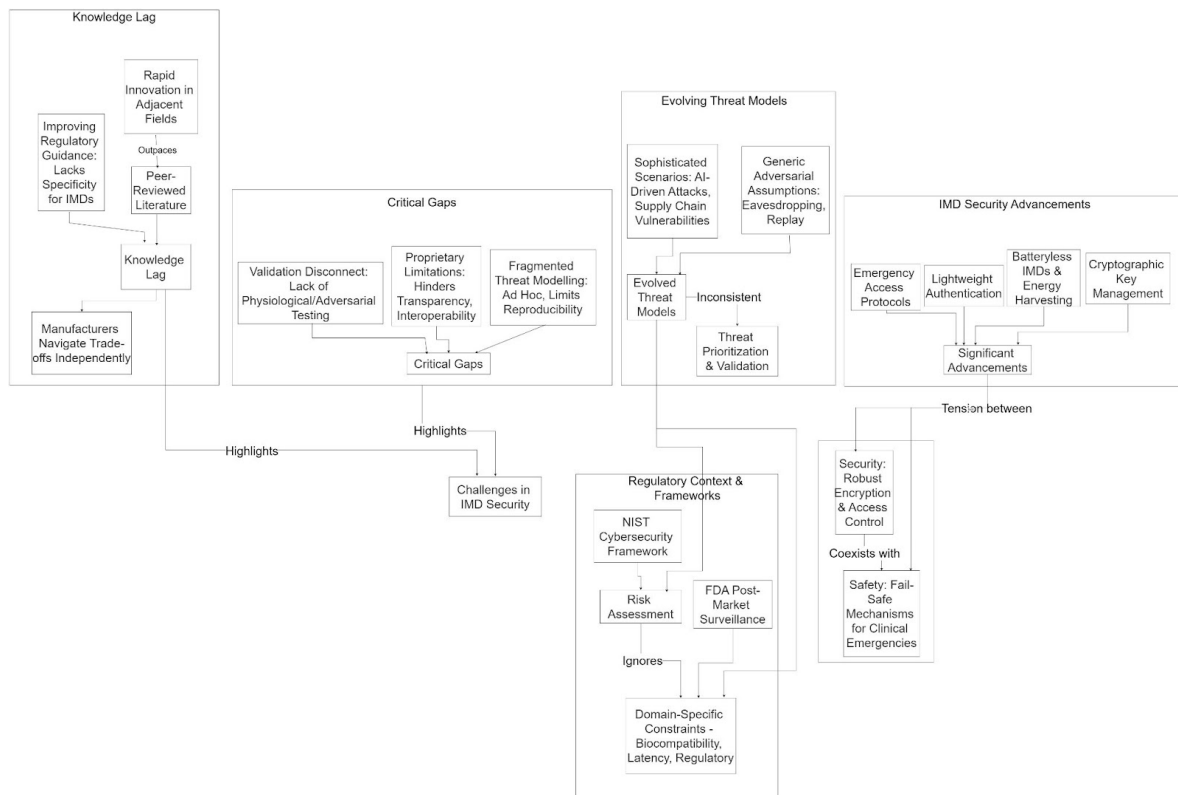 Knowledge Lag
Rapid
Innovation in
Adjacent
Fields
Improving
Regulatory
Guidance:
Lacks
Specificity
for IMDs
Outpaces
Peer-
Reviewed
Literature
Knowledge
Lag
Manufacturers
Navigate Trade-
offs Independently
Highlights
Critical Gaps
Validation Disconnect:
Lack of
Physiological/Adversarial
Testing
Proprietary
Limitations:
Hinders
Transparency,
Interoperability
Fragmented
Threat Modelling:
Ad Hoc, Limits
Reproducibility
Critical Gaps
Highlights
Challenges in
IMD Security
Evolving Threat Models
Sophisticated
Scenarios: AI-
Driven Attacks,
Supply Chain
Vulnerabilities
Generic
Adversarial
Assumptions:
Eavesdropping,
Replay
Evolved
Threat
Models
Inconsistent
Threat
Prioritization
& Validation
Regulatory Context &
Frameworks
NIST
Cybersecurity
Framework
Risk
Assessment
FDA Post-
Market
Surveillance
Ignores
Domain-Specific
Constraints -
Biocompatibility,
Latency, Regulatory
IMD Security Advancements
Emergency
Access
Protocols
Lightweight
Authentication
Batteryless
IMDs &
Energy
Harvesting
Cryptographic
Key
Management
Significant
Advancements
Tension between
Security:
Robust
Encryption
& Access
Control
Coexists with
Safety: Fail-
Safe
Mechanisms
for Clinical
Emergencies